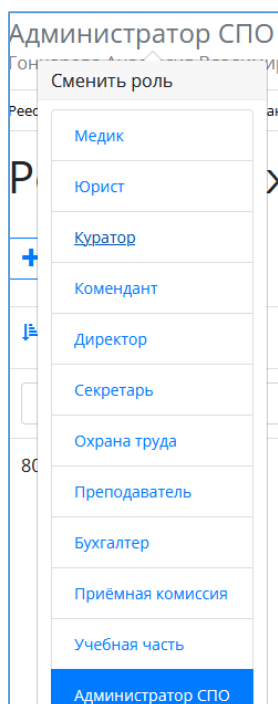 Администратор СПО
Сменить роль
Медик
Юрист
Куратор
Комендант
Директор
Секретарь
Охрана труда
Преподаватель
Бухгалтер
80
Приёмная комиссия
Учебная часть
Администратор СПО